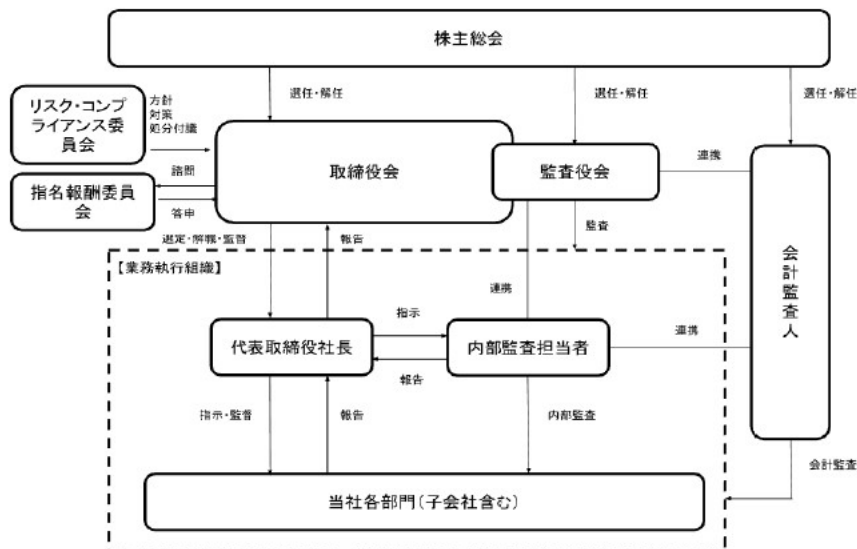 株主総会
選任・解任
選任・解任
選任・解任
リスク・コンプ
ライアンス委
員会
方針
対策
処分付議
取締役会
監査役会
連携
諮問
指名報酬委員
会
答申
選定・解職・監督
報告
監査
【業務執行組織】
会計監査人
連携
指示
代表取締役社長
内部監査担当者
連携
報告
指示・監督
報告
内部監査
会計監査
当社各部門(子会社含む)